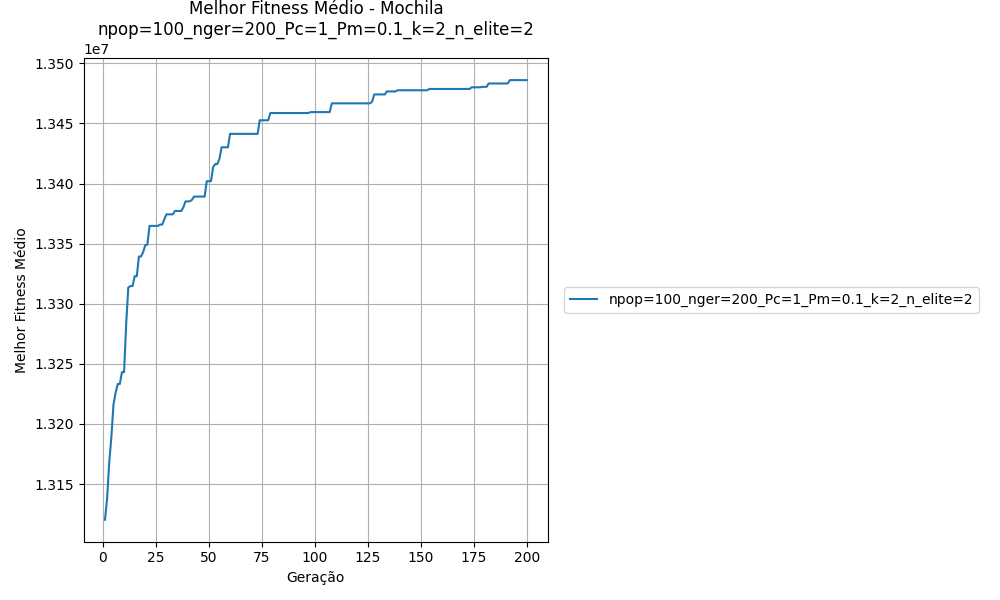 Melhor Fitness Médio - Mochila
npop=100_nger=200_Pc=1_Pm=0.1_k=2_n_elite=2
1e7
1.350
1.345
1.340
1.335
1.330
1.325
1.320
1.315
Melhor Fitness Médio
0 25 50 75 100 125 150 175 200
Geração
npop=100_nger=200_Pc=1_Pm=0.1_k=2_n_elite=2